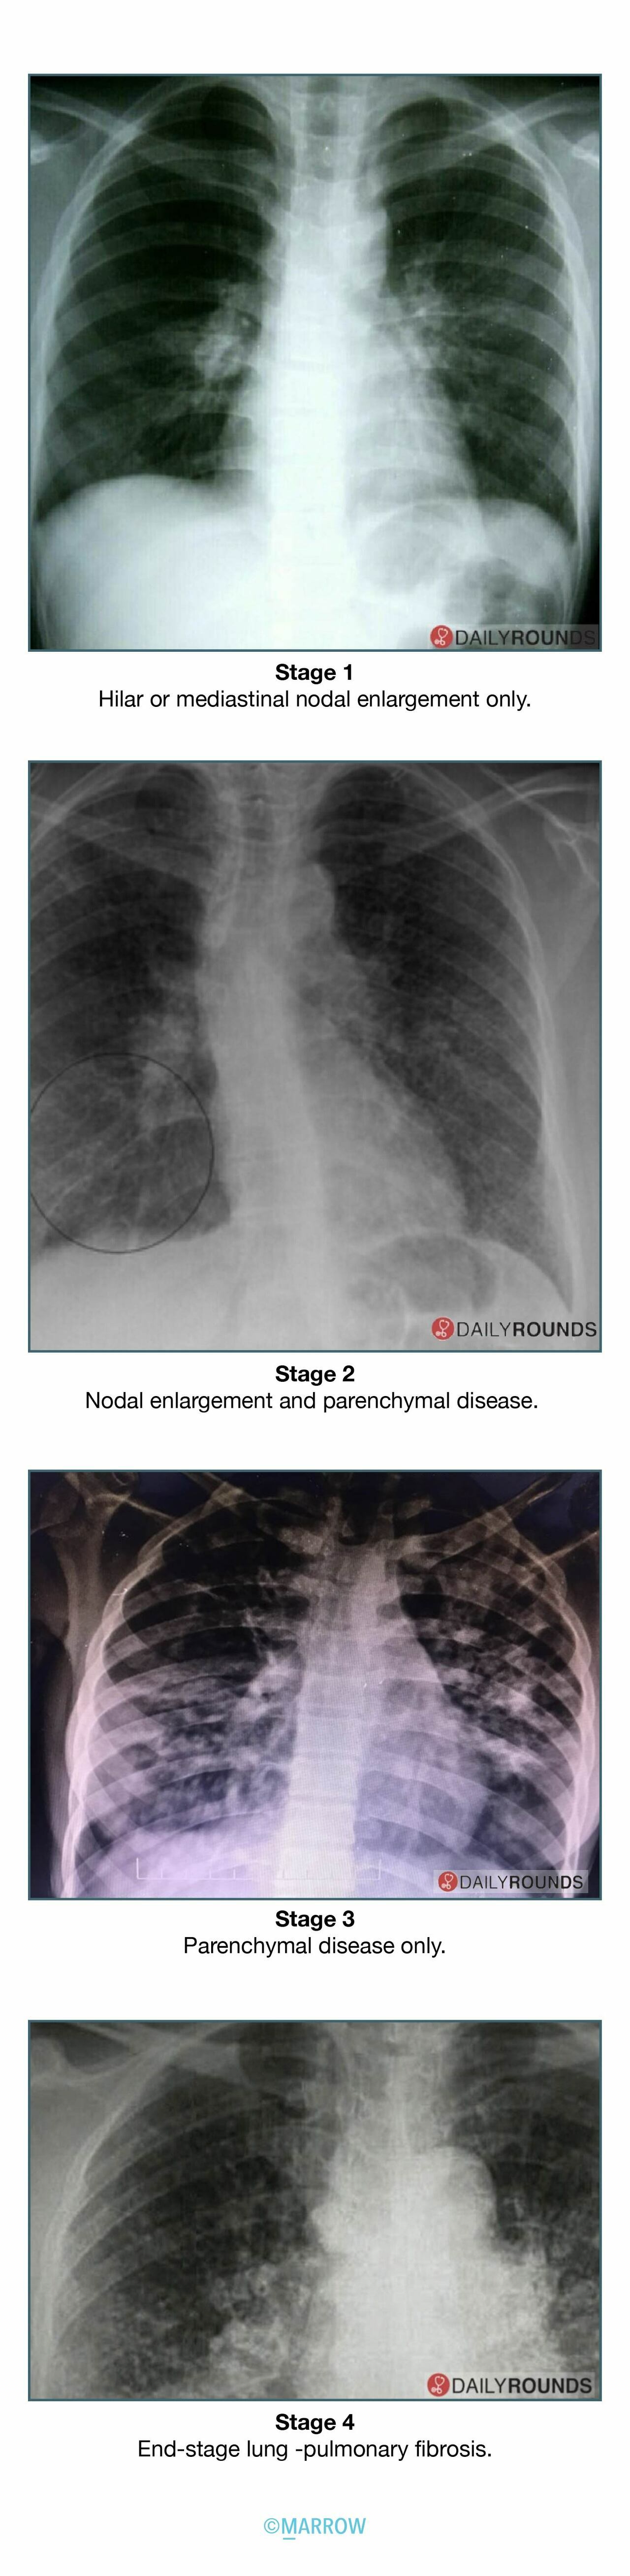 DAILYROUNDS
Stage 1
Hilar or mediastinal nodal enlargement only.
DAILYROUNDS
Stage 2
Nodal enlargement and parenchymal disease.
DAILYROUNDS
Stage 3
Parenchymal disease only.
DAILYROUNDS
Stage 4
End-stage lung -pulmonary fibrosis.
©MARROW